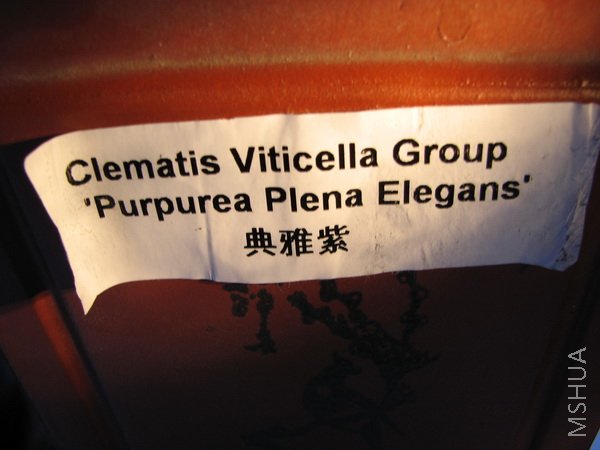 Clematis Viticella Group
'Purpurea Plena Elegans'
典雅紫
MSHUA